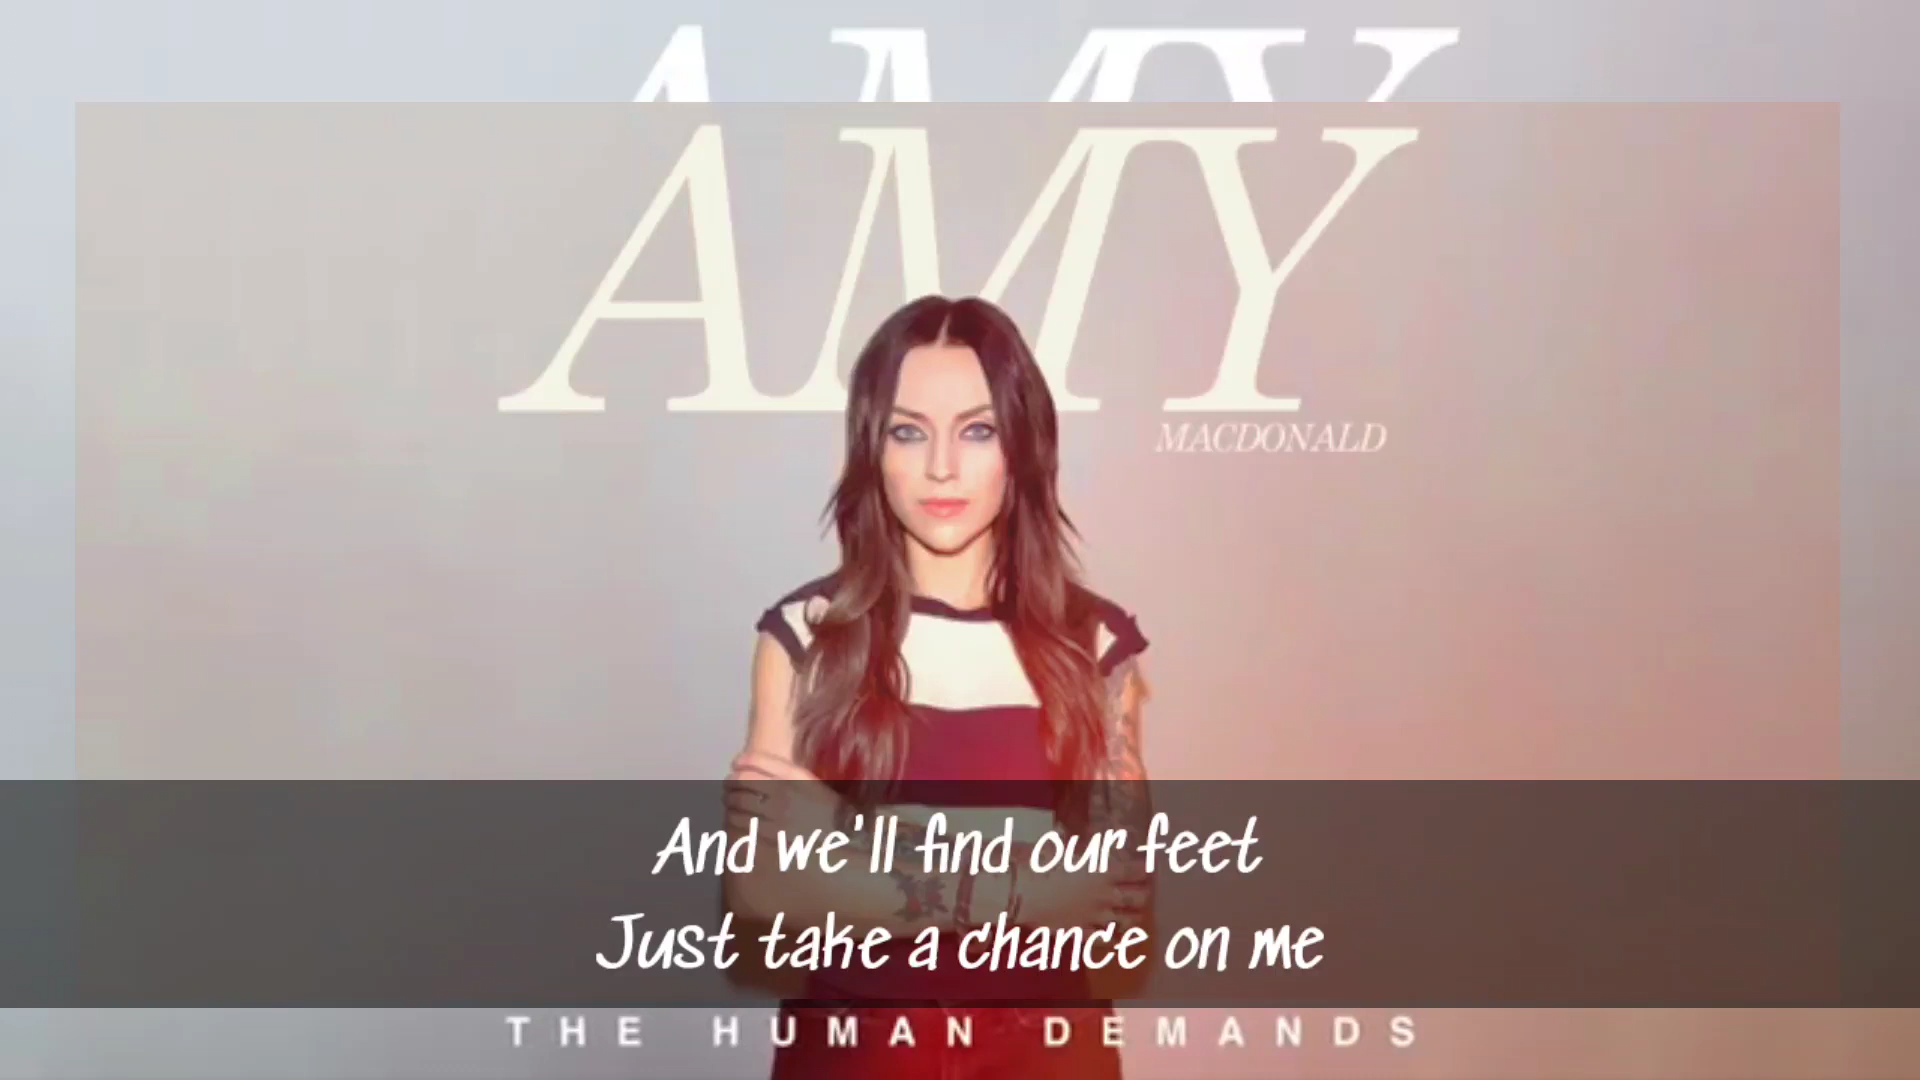 AMY
AMY
MACDONALD
And we'll find our feet
Just take a chance on me
THE HUMAN DEMANDS